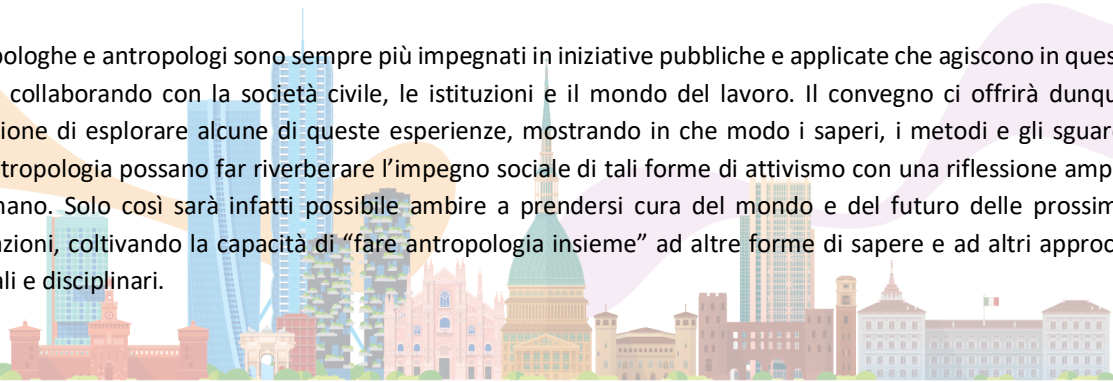 pologhe e antropologi sono sempre più impegnati in iniziative pubbliche e applicate che agiscono in ques
collaborando con la società civile, le istituzioni e il mondo del lavoro. Il convegno ci offrirà dunqu
ione di esplorare alcune di queste esperienze, mostrando in che modo i saperi, i metodi e gli sguar
tropologia possano far riverberare l’impegno sociale di tali forme di attivismo con una riflessione amp
nano. Solo così sarà infatti possibile ambire a prendersi cura del mondo e del futuro delle prossim
azioni, coltivando la capacità di “fare antropologia insieme” ad altre forme di sapere e ad altri approc
ali e disciplinari.